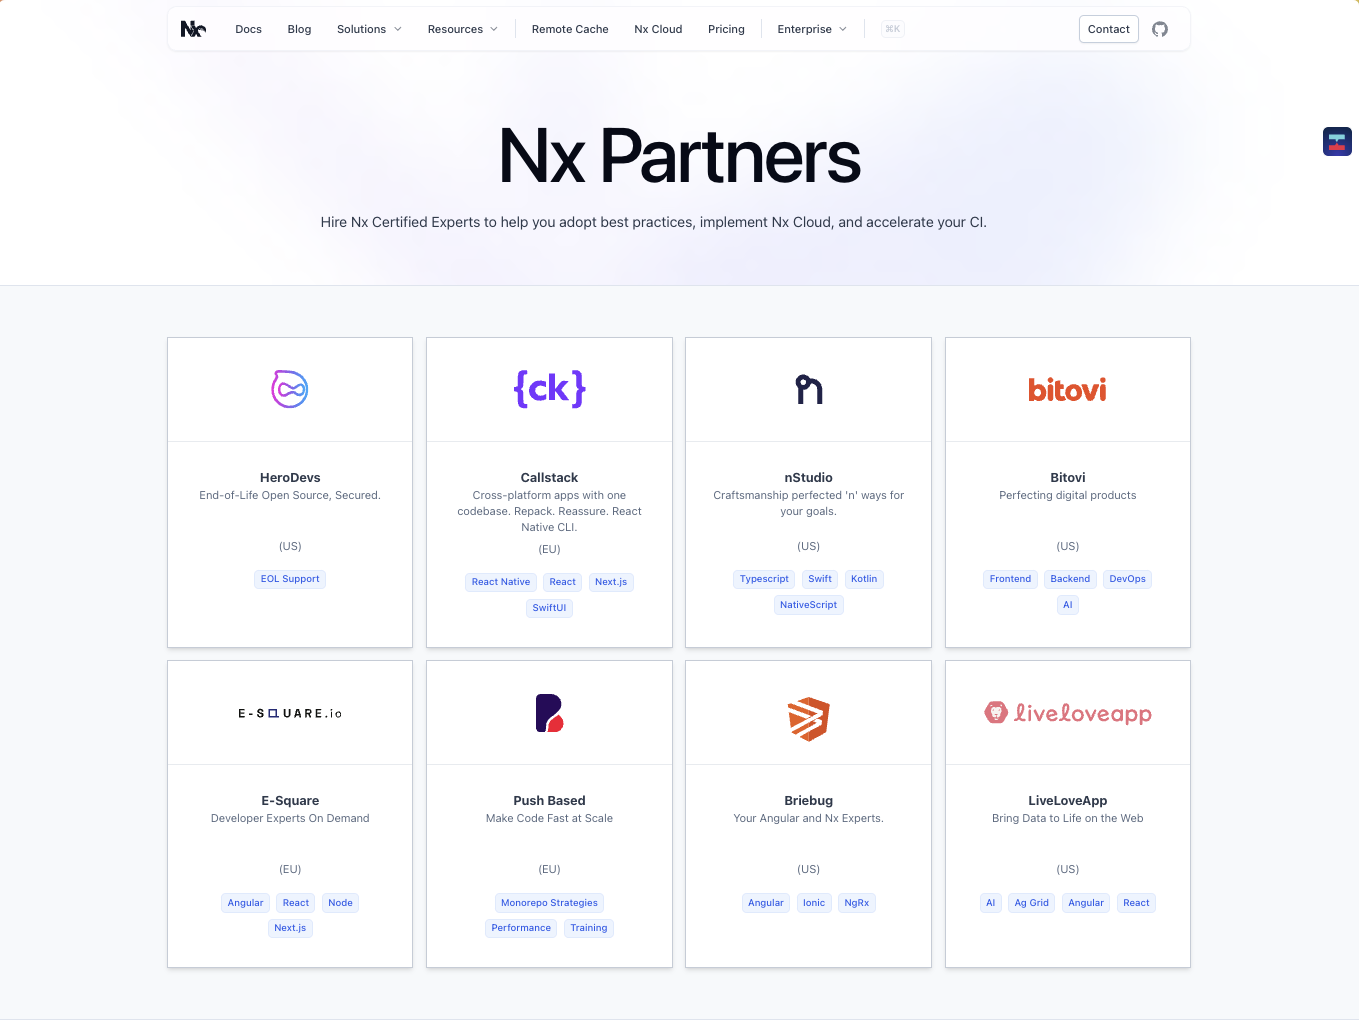 Nx Docs Blog Solutions Resources Remote Cache Nx Cloud Pricing Enterprise ⌘K Contact
Nx Partners
Hire Nx Certified Experts to help you adopt best practices, implement Nx Cloud, and accelerate your CI.
HeroDevs
End-of-Life Open Source, Secured.
(US)
EOL Support
{ck}
Callstack
Cross-platform apps with one
codebase. Repack. Reassure. React
Native CLI.
(EU)
React Native React Next.js
SwiftUI
n
nStudio
Craftsmanship perfected 'n' ways for
your goals.
(US)
Typescript Swift Kotlin
NativeScript
bitovi
Bitovi
Perfecting digital products
(US)
Frontend Backend DevOps
AI
E-SQUARE.io
E-Square
Developer Experts On Demand
(EU)
Angular React Node
Next.js
Push Based
Make Code Fast at Scale
(EU)
Monorepo Strategies
Performance Training
Briebug
Your Angular and Nx Experts.
(US)
Angular Ionic NgRx
liveloveapp
LiveLoveApp
Bring Data to Life on the Web
(US)
AI Ag Grid Angular React